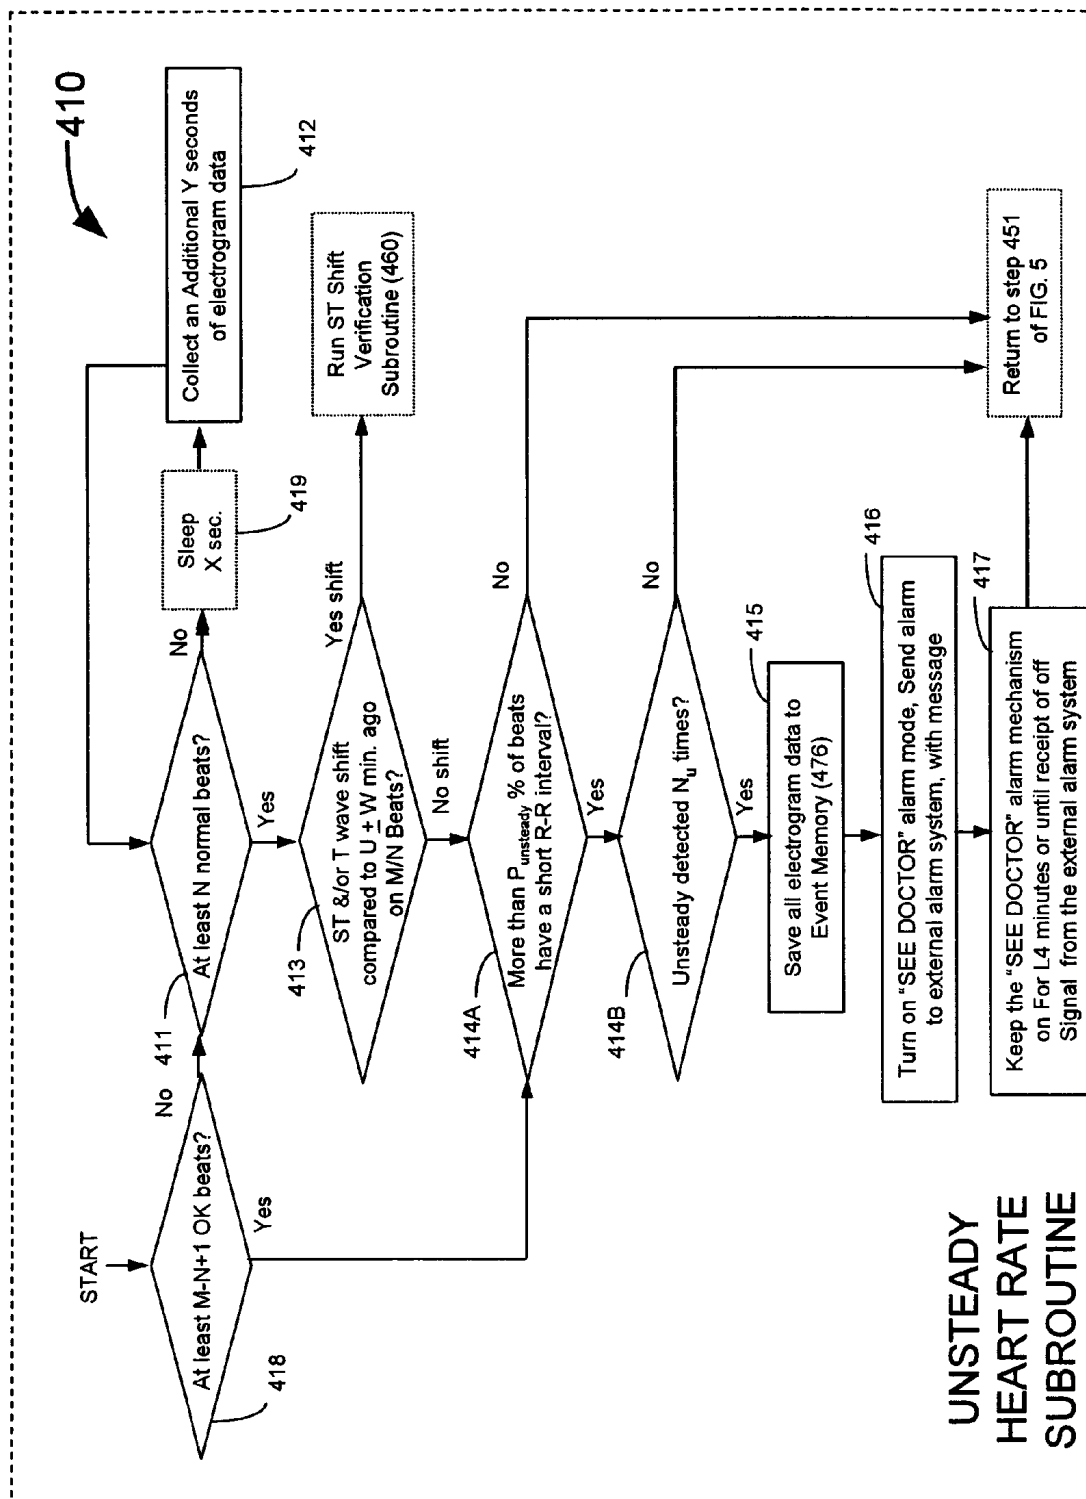 410
START
At least M-N+1 OK beats?
418
No
Yes
At least N normal beats?
411
No
Yes
Sleep
X sec.
419
Collect an Additional Y seconds
of electrogram data
412
ST &/or T wave shift
compared to U ± W min. ago
on M/N Beats?
413
Yes shift
No shift
Run ST Shift
Verification
Subroutine (460)
More than Punsteady % of beats
have a short R-R interval?
414A
No
Yes
Unsteady detected Nu times?
414B
No
Yes
Save all electrogram data to
Event Memory (476)
415
Turn on “SEE DOCTOR” alarm mode, Send alarm
to external alarm system, with message
416
Keep the “SEE DOCTOR” alarm mechanism
on For L4 minutes or until receipt of off
Signal from the external alarm system
417
Return to step 451
of FIG. 5
UNSTEADY
HEART RATE
SUBROUTINE